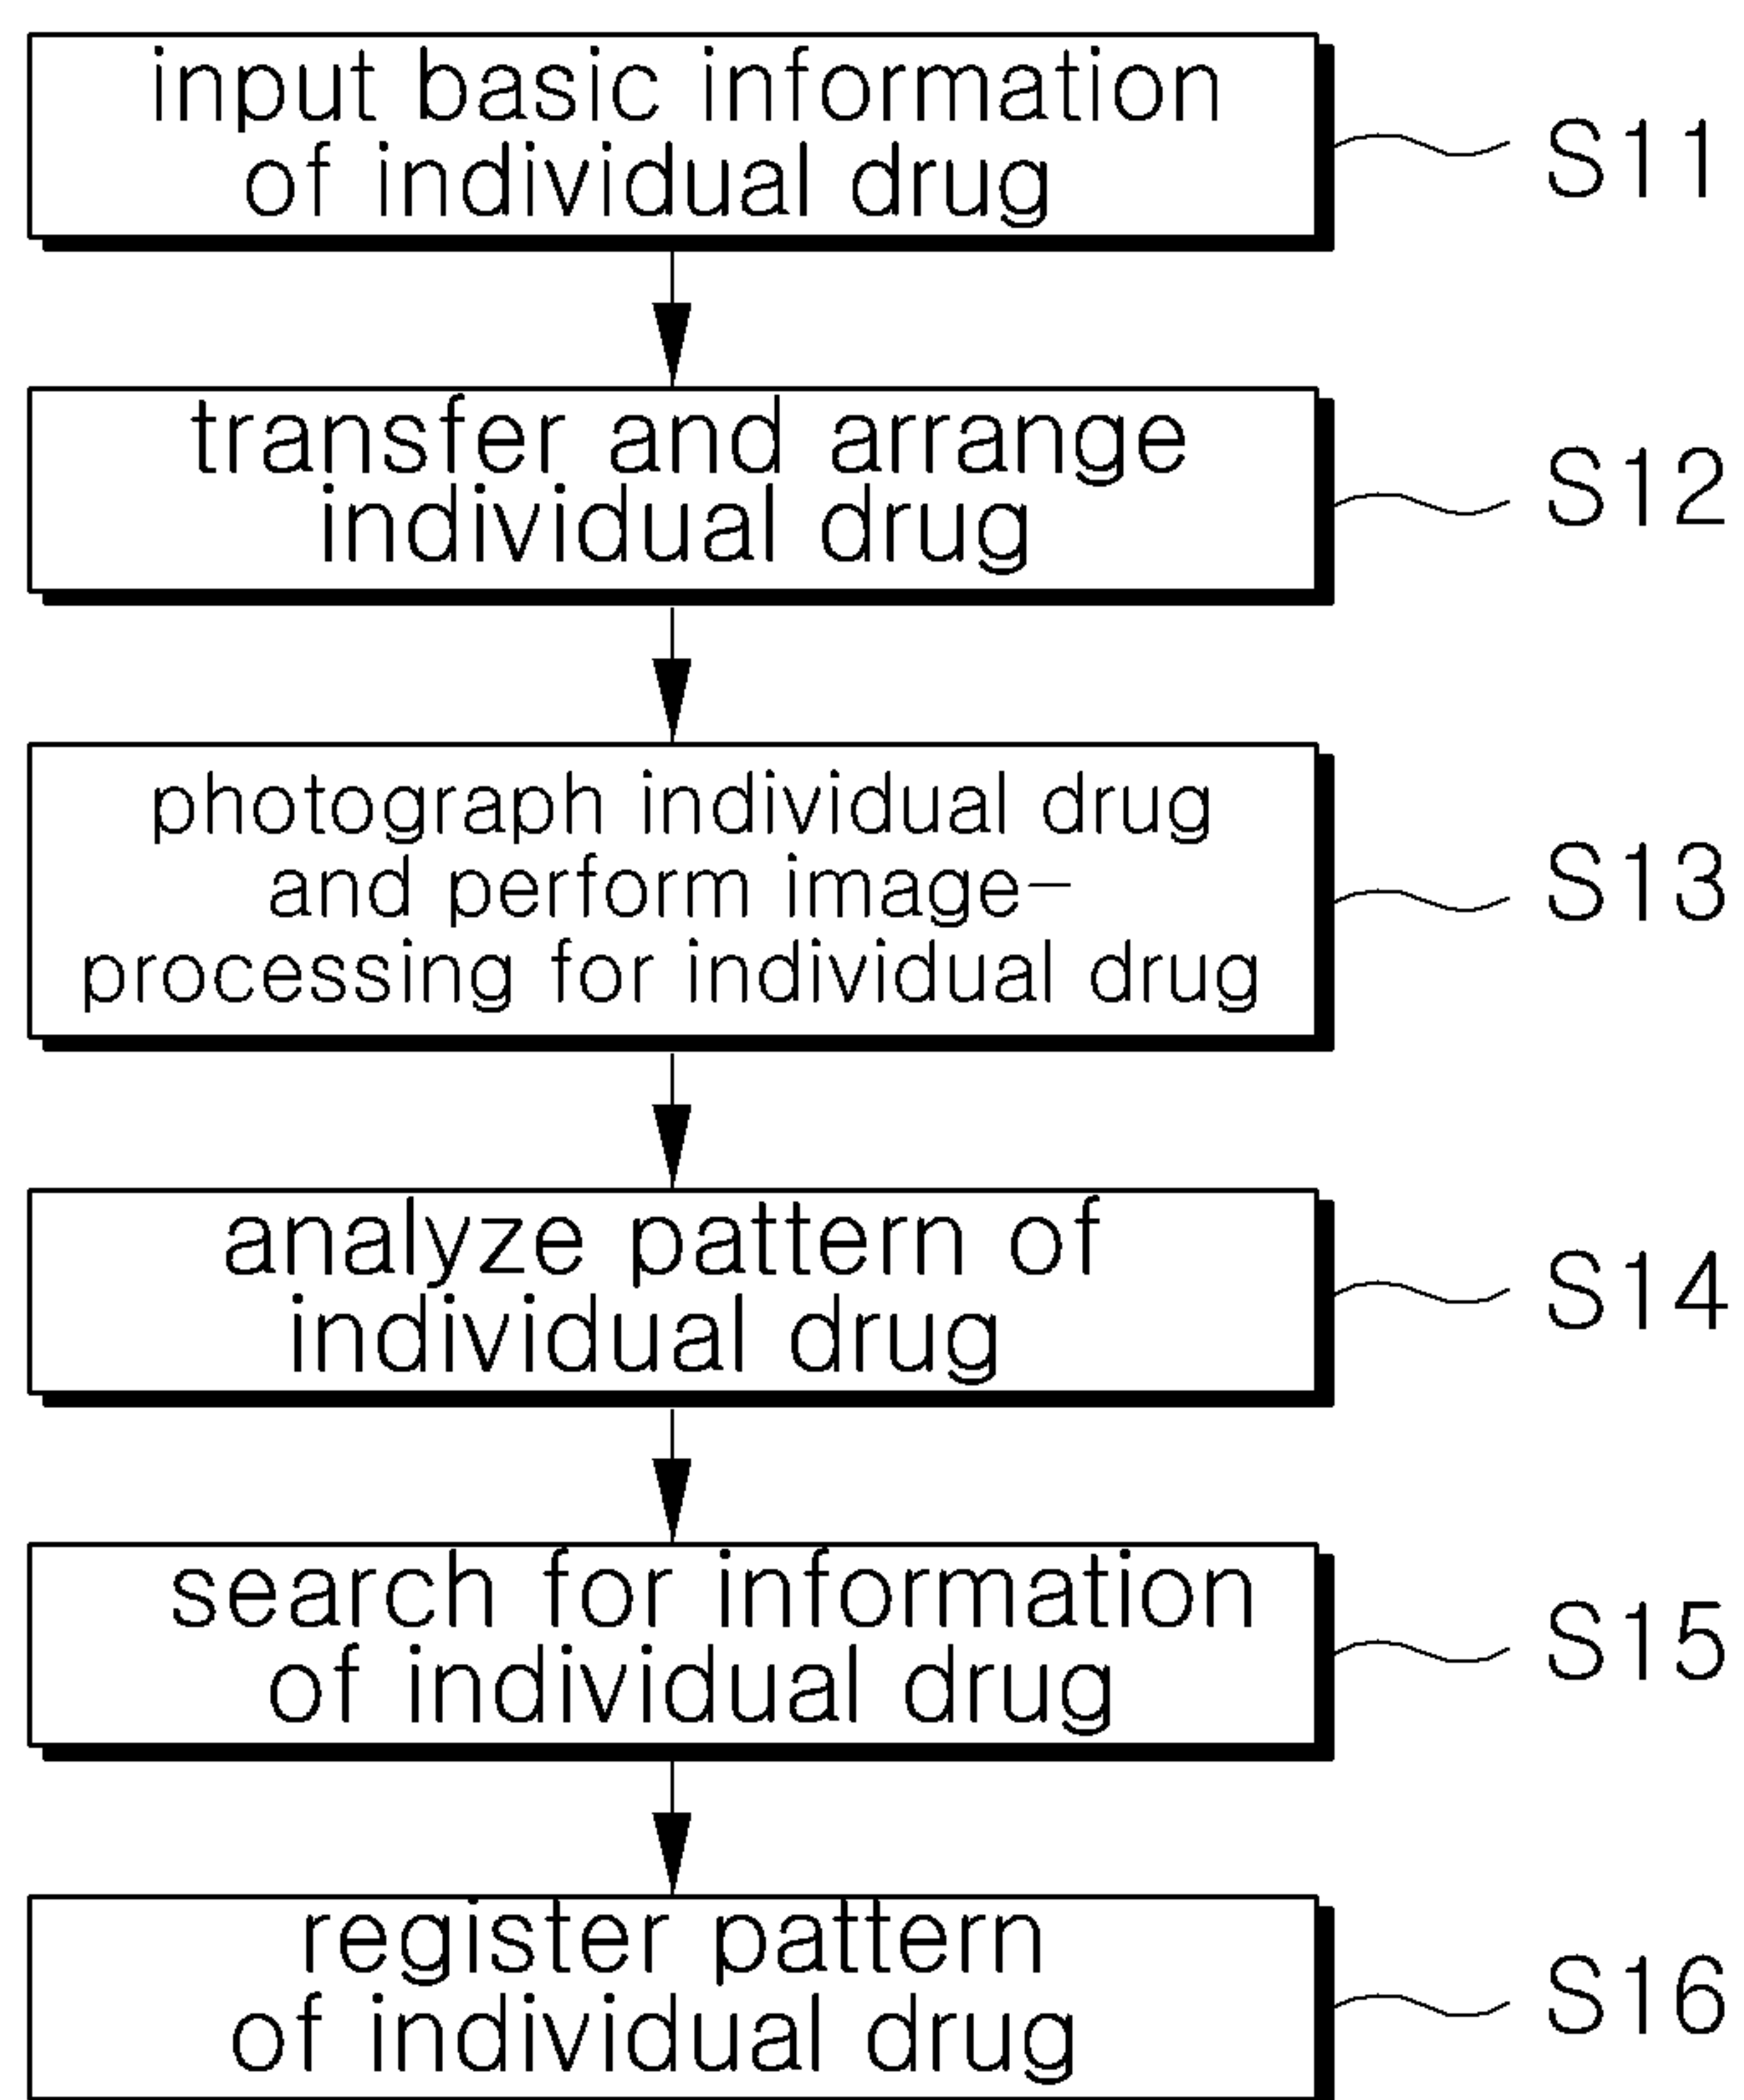 input basic information
of individual drug
S11
transfer and arrange
individual drug
S12
photograph individual drug
and perform image-
processing for individual drug
S13
analyze pattern of
individual drug
S14
search for information
of individual drug
S15
register pattern
of individual drug
S16